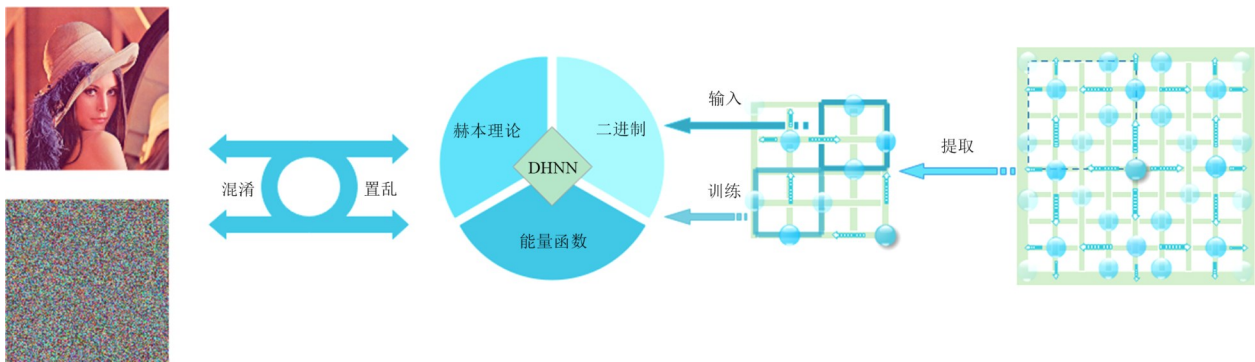 混淆
置乱
赫本理论
二进制
DHNN
能量函数
输入
训练
提取